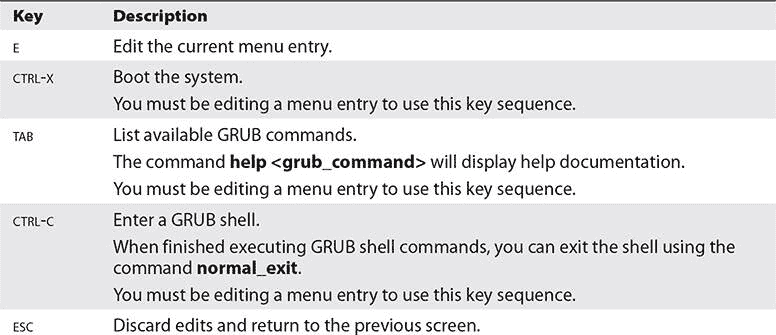 Key Description
E Edit the current menu entry.
CTRL-X Boot the system.
You must be editing a menu entry to use this key sequence.
TAB List available GRUB commands.
The command help <grub_command> will display help documentation.
You must be editing a menu entry to use this key sequence.
CTRL-C Enter a GRUB shell.
When finished executing GRUB shell commands, you can exit the shell using the
command normal_exit.
You must be editing a menu entry to use this key sequence.
ESC Discard edits and return to the previous screen.